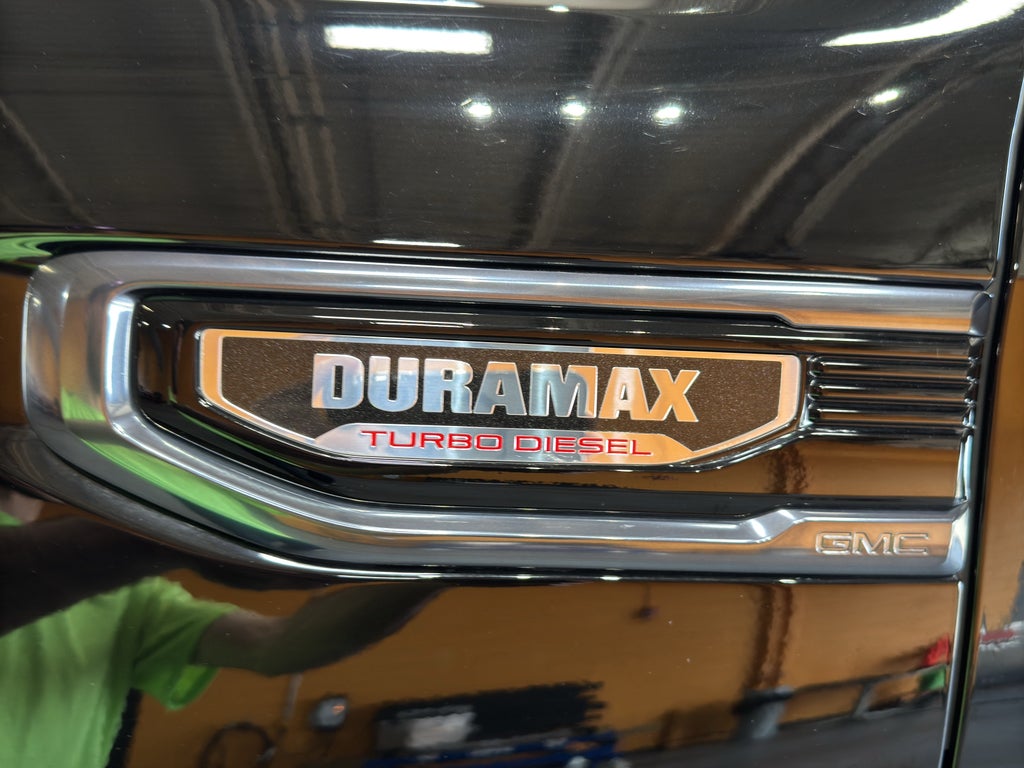 DURAMAX
TURBO DIESEL
GMC